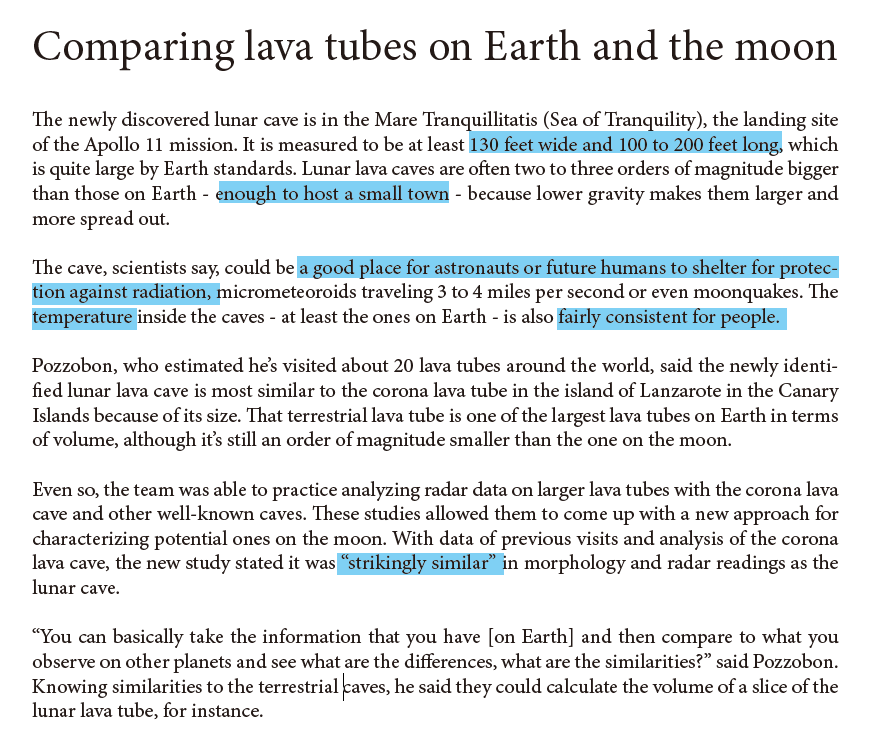 Comparing lava tubes on Earth and the moon
The newly discovered lunar cave is in the Mare Tranquillitatis (Sea of Tranquility), the landing site
of the Apollo 11 mission. It is measured to be at least 130 feet wide and 100 to 200 feet long, which
is quite large by Earth standards. Lunar lava caves are often two to three orders of magnitude bigger
than those on Earth - enough to host a small town - because lower gravity makes them larger and
more spread out.
The cave, scientists say, could be a good place for astronauts or future humans to shelter for protec-
tion against radiation, micrometeoroids traveling 3 to 4 miles per second or even moonquakes. The
temperature inside the caves - at least the ones on Earth - is also fairly consistent for people.
Pozzobon, who estimated he’s visited about 20 lava tubes around the world, said the newly identi-
fied lunar lava cave is most similar to the corona lava tube in the island of Lanzarote in the Canary
Islands because of its size. That terrestrial lava tube is one of the largest lava tubes on Earth in terms
of volume, although it’s still an order of magnitude smaller than the one on the moon.
Even so, the team was able to practice analyzing radar data on larger lava tubes with the corona lava
cave and other well-known caves. These studies allowed them to come up with a new approach for
characterizing potential ones on the moon. With data of previous visits and analysis of the corona
lava cave, the new study stated it was “strikingly similar” in morphology and radar readings as the
lunar cave.
“You can basically take the information that you have [on Earth] and then compare to what you
observe on other planets and see what are the differences, what are the similarities?” said Pozzobon.
Knowing similarities to the terrestrial caves, he said they could calculate the volume of a slice of the
lunar lava tube, for instance.